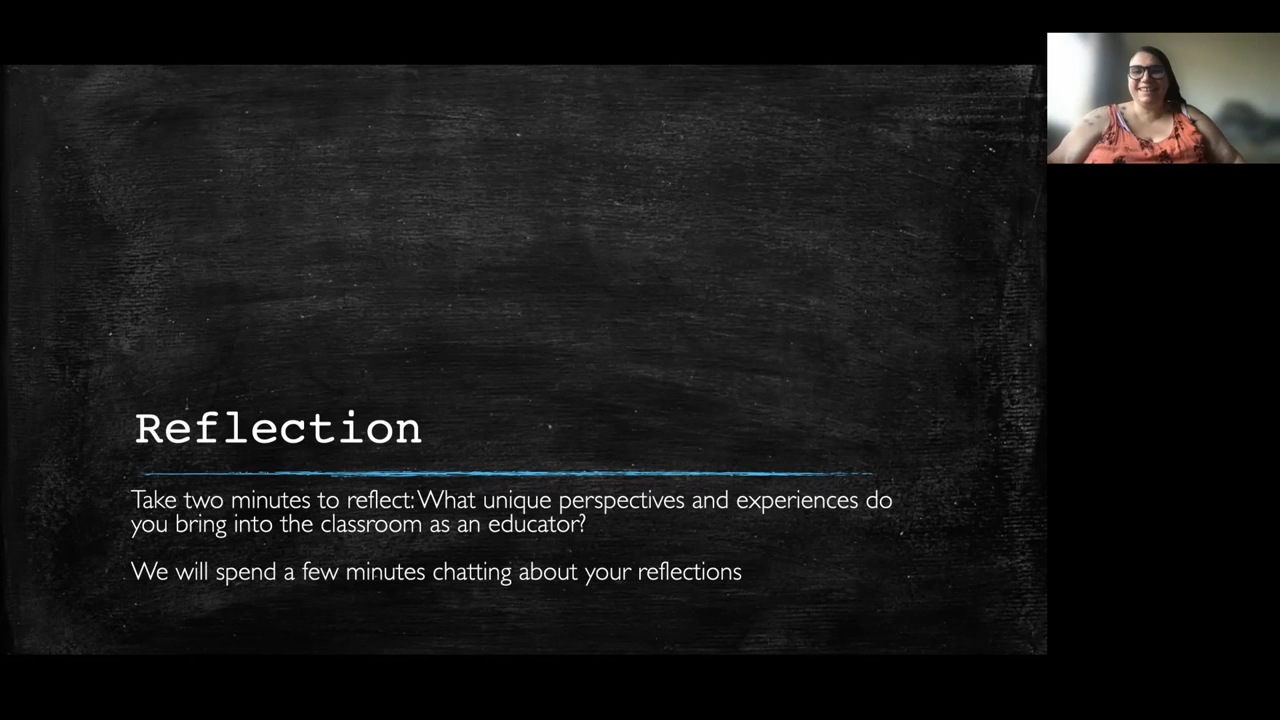 Reflection
Take two minutes to reflect: What unique perspectives and experiences do
you bring into the classroom as an educator?
We will spend a few minutes chatting about your reflections